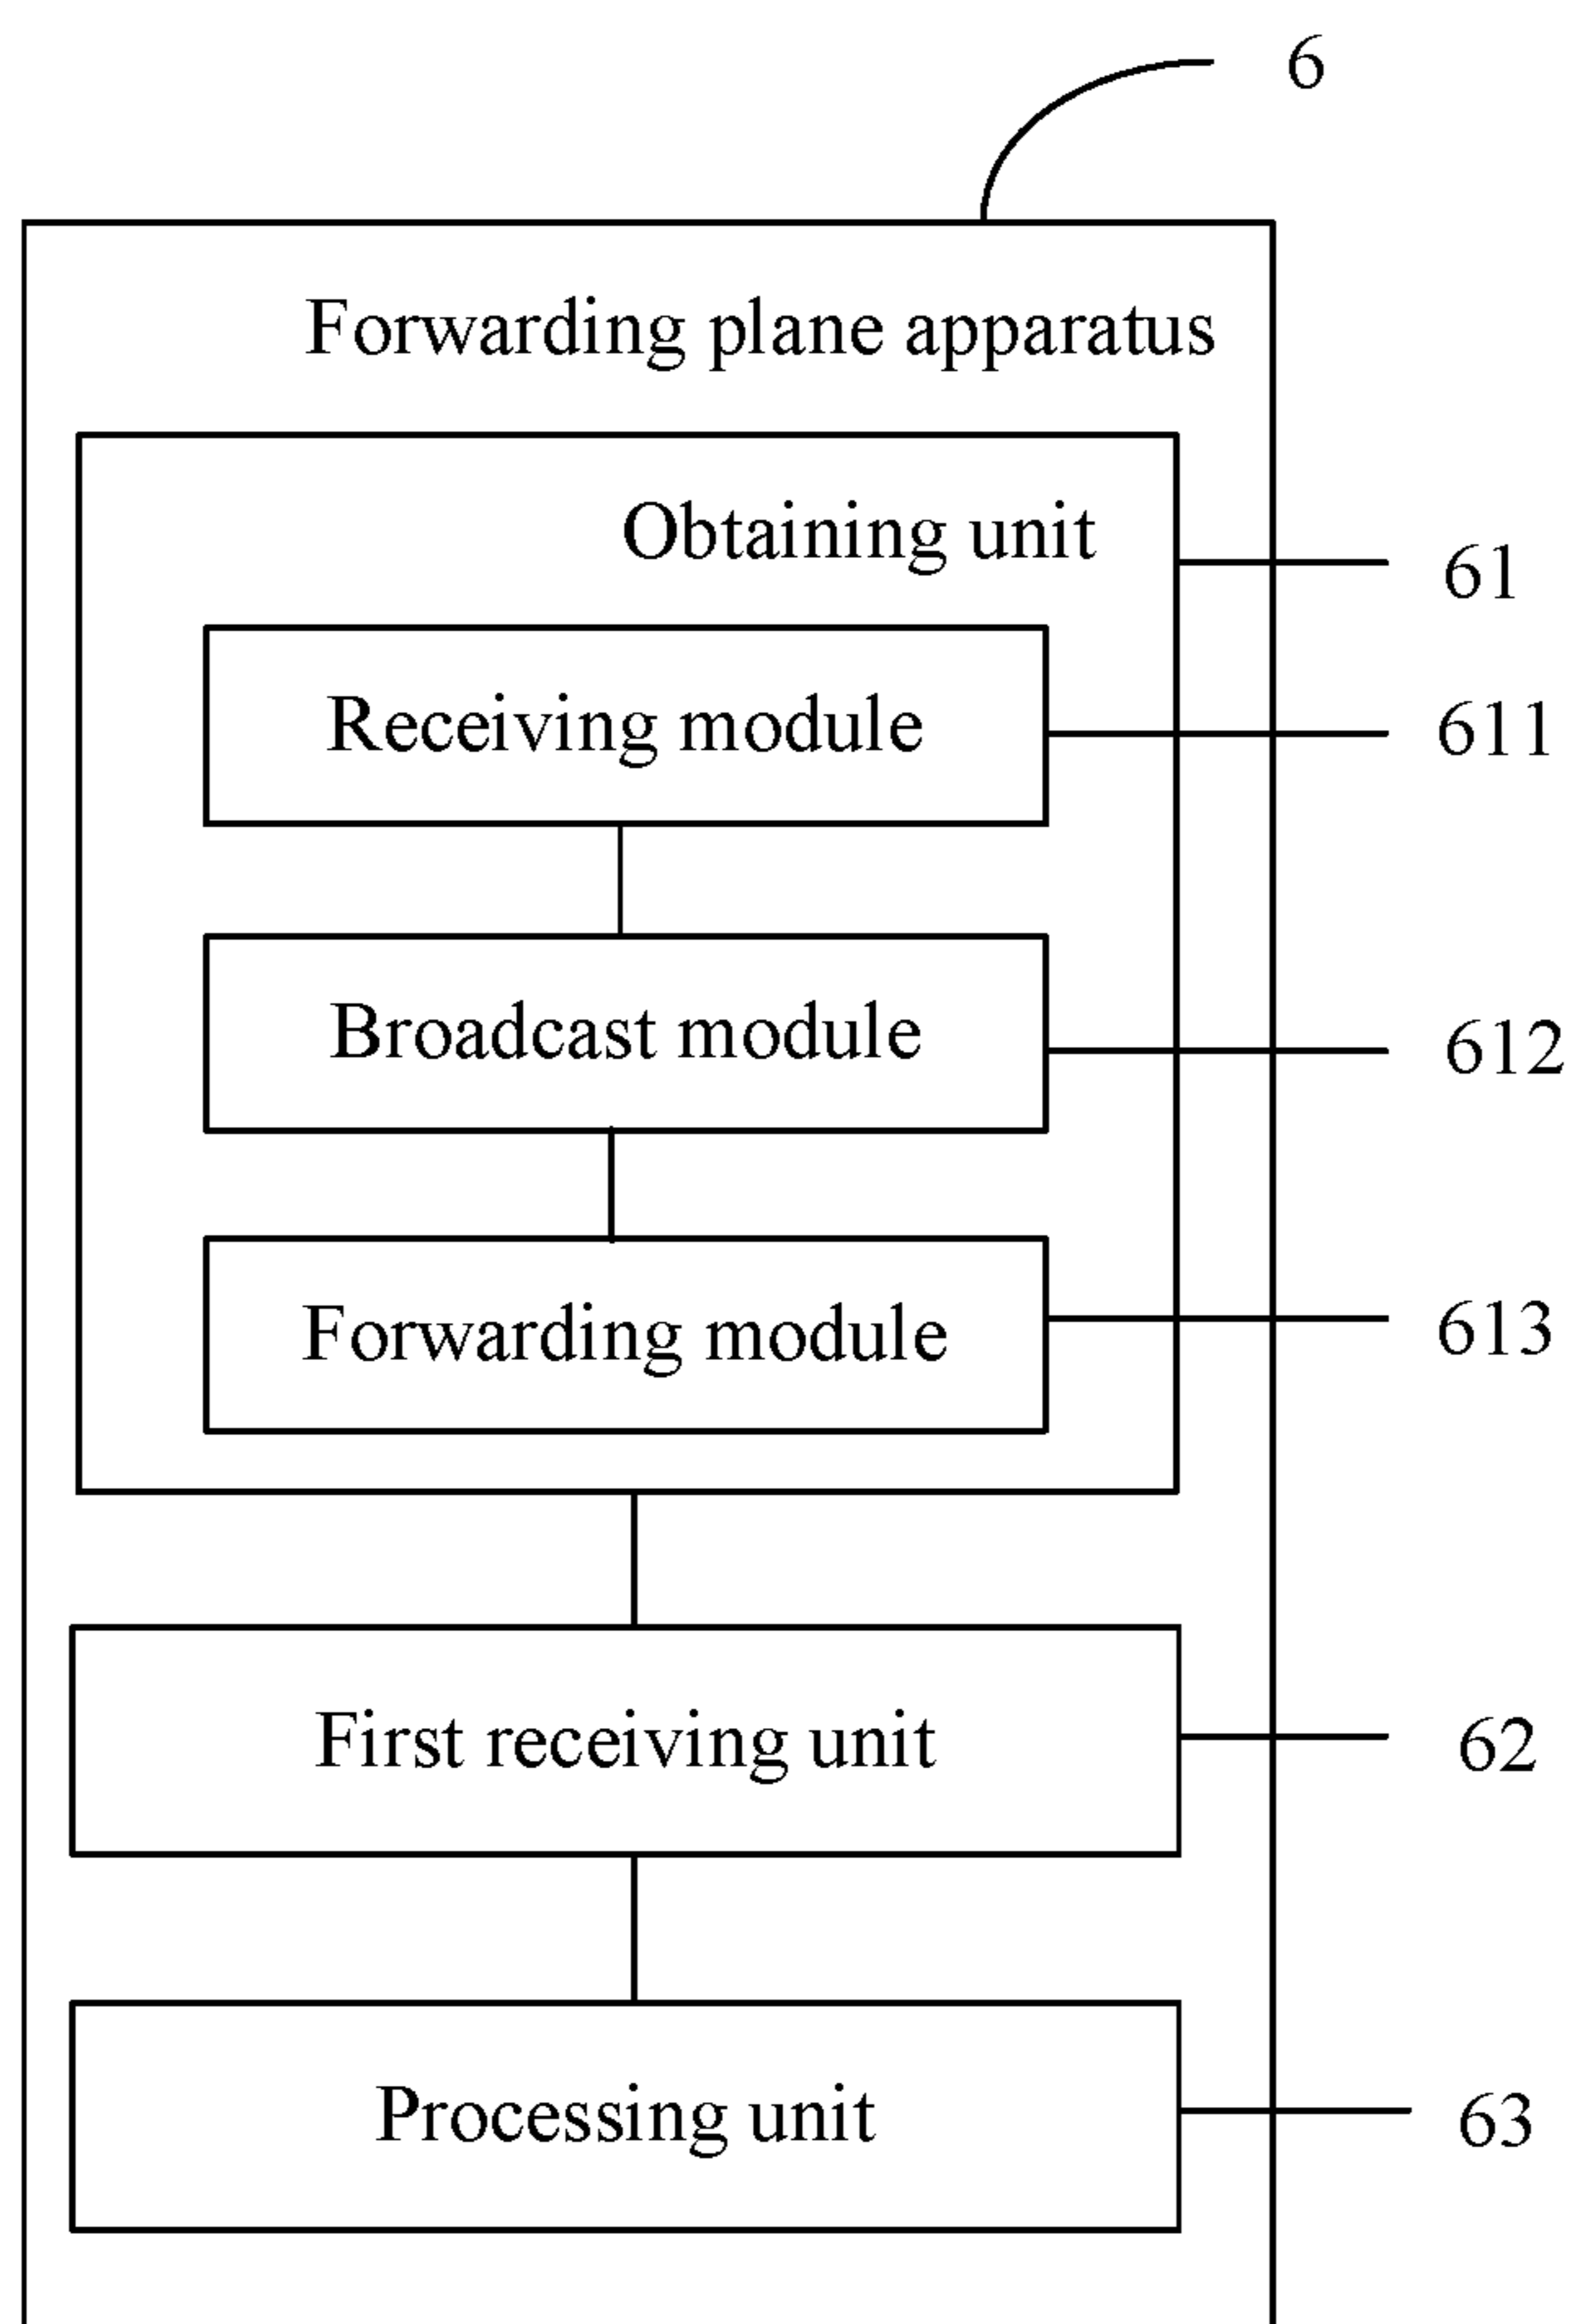 6
Forwarding plane apparatus
Obtaining unit
61
Receiving module
611
Broadcast module
612
Forwarding module
613
First receiving unit
62
Processing unit
63